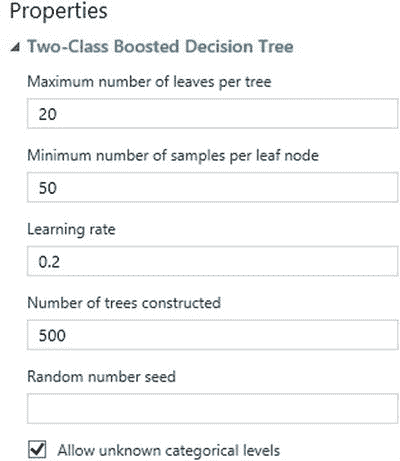 Properties
Two-Class Boosted Decision Tree
Maximum number of leaves per tree
20
Minimum number of samples per leaf node
50
Learning rate
0.2
Number of trees constructed
500
Random number seed
Allow unknown categorical levels